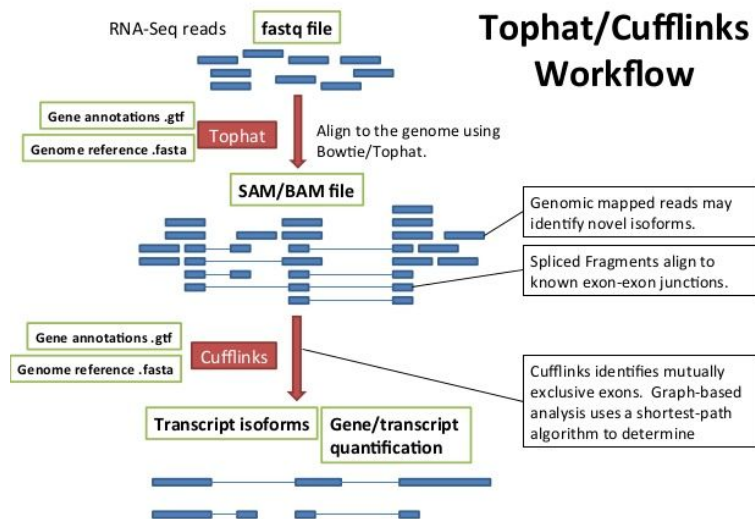 Tophat/Cufflinks
Workflow
RNA-Seq reads
fastq file
Gene annotations .gtf
Genome reference .fasta
Tophat
Align to the genome using
Bowtie/Tophat.
SAM/BAM file
Genomic mapped reads may
identify novel isoforms.
Spliced Fragments align to
known exon-exon junctions.
Gene annotations .gtf
Genome reference .fasta
Cufflinks
Cufflinks identifies mutually
exclusive exons. Graph-based
analysis uses a shortest-path
algorithm to determine
Transcript isoforms
Gene/transcript
quantification